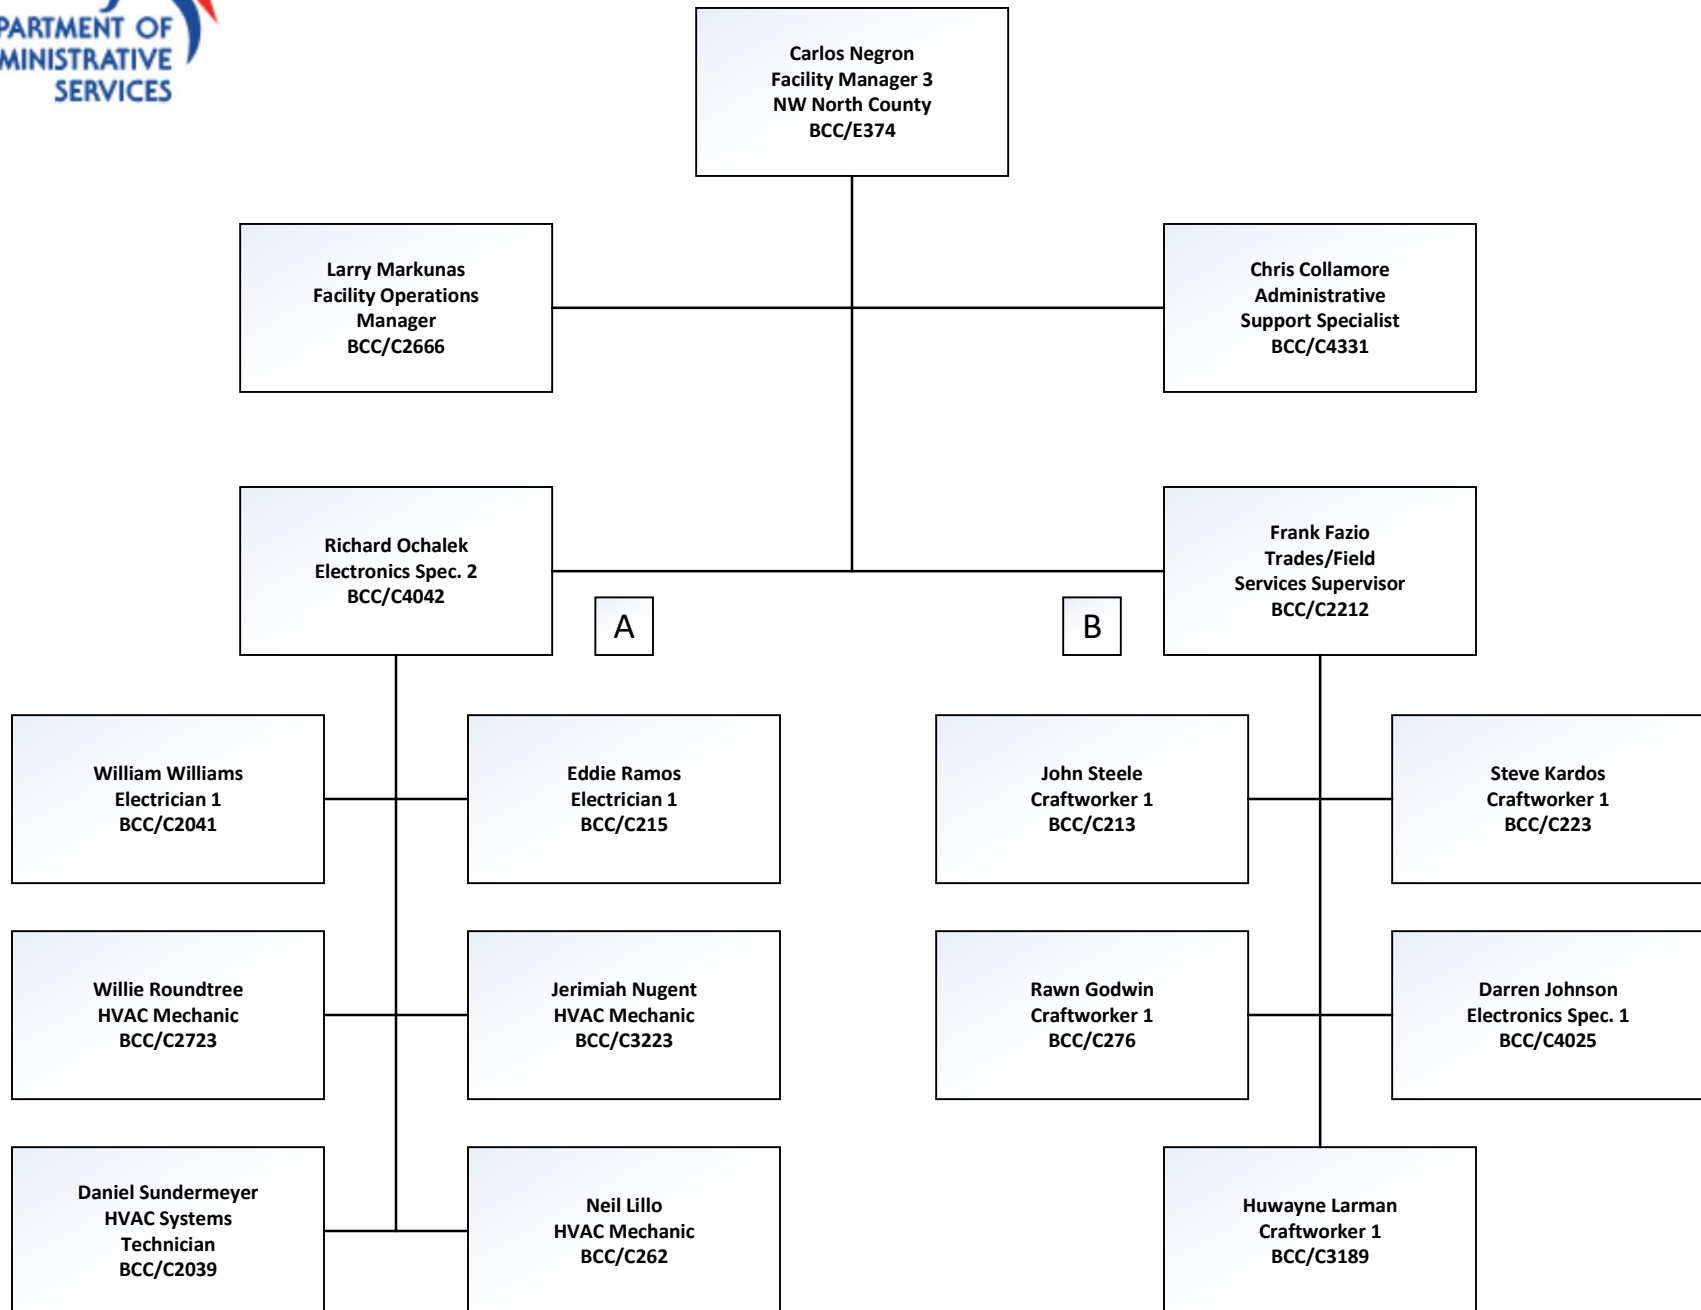 PARTMENT OF
MINISTRATIVE
SERVICES
Carlos Negron
Facility Manager 3
NW North County
BCC/E374
Larry Markunas
Facility Operations
Manager
BCC/C2666
Chris Collamore
Administrative
Support Specialist
BCC/C4331
Richard Ochalek
Electronics Spec. 2
BCC/C4042
Frank Fazio
Trades/Field
Services Supervisor
BCC/C2212
A
B
William Williams
Electrician 1
BCC/C2041
Eddie Ramos
Electrician 1
BCC/C215
John Steele
Craftworker 1
BCC/C213
Steve Kardos
Craftworker 1
BCC/C223
Willie Roundtree
HVAC Mechanic
BCC/C2723
Jerimiah Nugent
HVAC Mechanic
BCC/C3223
Rawn Godwin
Craftworker 1
BCC/C276
Darren Johnson
Electronics Spec. 1
BCC/C4025
Daniel Sundermeyer
HVAC Systems
Technician
BCC/C2039
Neil Lillo
HVAC Mechanic
BCC/C262
Huwayne Larman
Craftworker 1
BCC/C3189